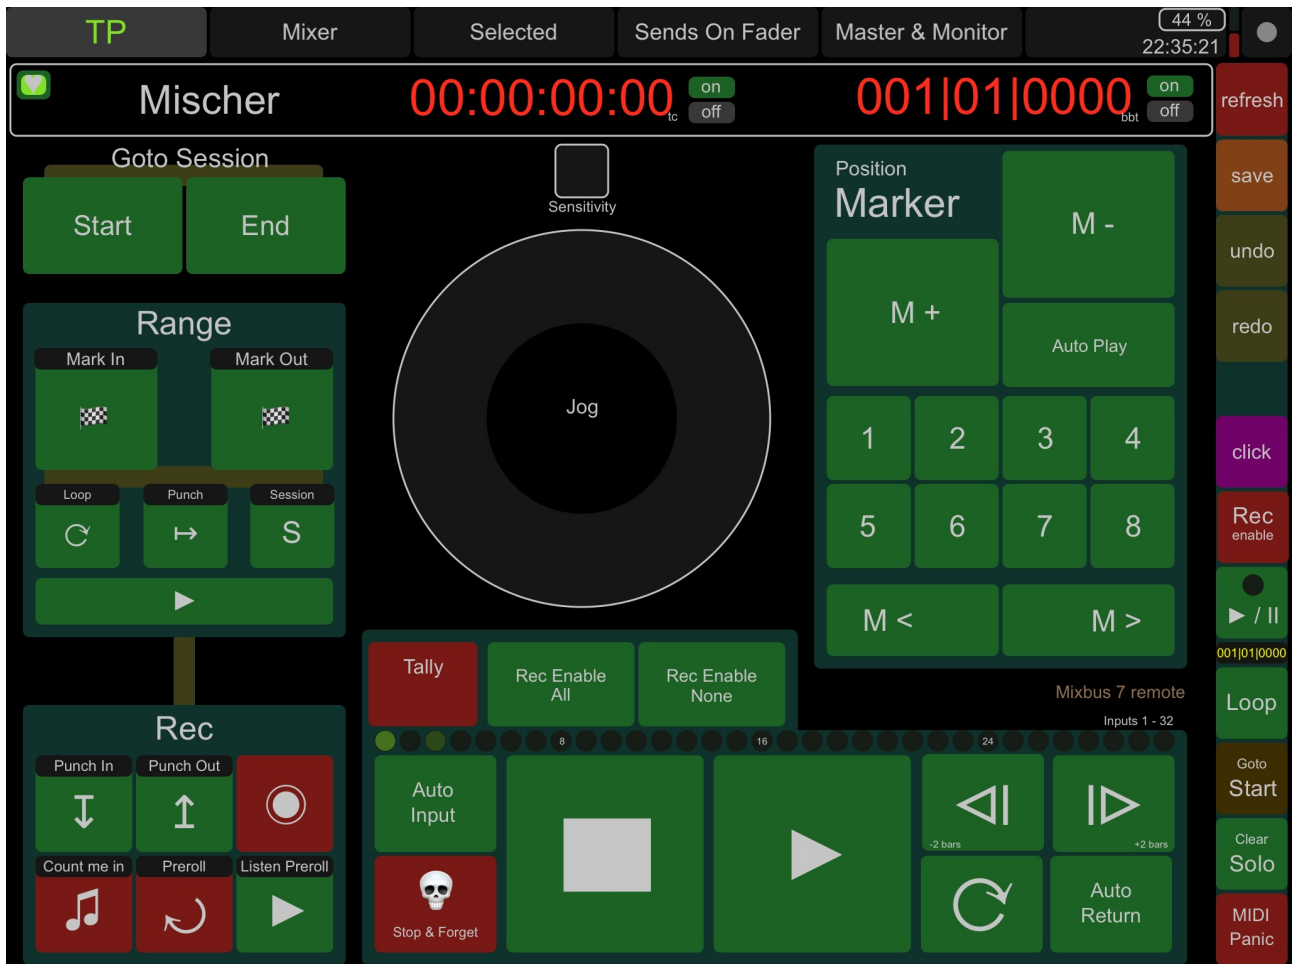 TP
Mixer
Selected
Sends On Fader
Master & Monitor
44 %
22:35:21
Mischer
00:00:00:00
tc
on
off
001|01|0000
bbt
on
off
refresh
save
undo
redo
click
Rec
enable
► / II
001|01|0000
Loop
Goto
Start
Clear
Solo
MIDI
Panic
Goto Session
Start
End
Range
Mark In
Mark Out
Loop
Punch
Session
S
Rec
Punch In
Punch Out
Count me in
Preroll
Listen Preroll
Sensitivity
Jog
Position
Marker
M -
M +
Auto Play
1
2
3
4
5
6
7
8
M <
M >
Mixbus 7 remote
Inputs 1 - 32
Tally
Rec Enable
All
Rec Enable
None
8
16
24
Auto
Input
Stop & Forget
-2 bars
+2 bars
Auto
Return